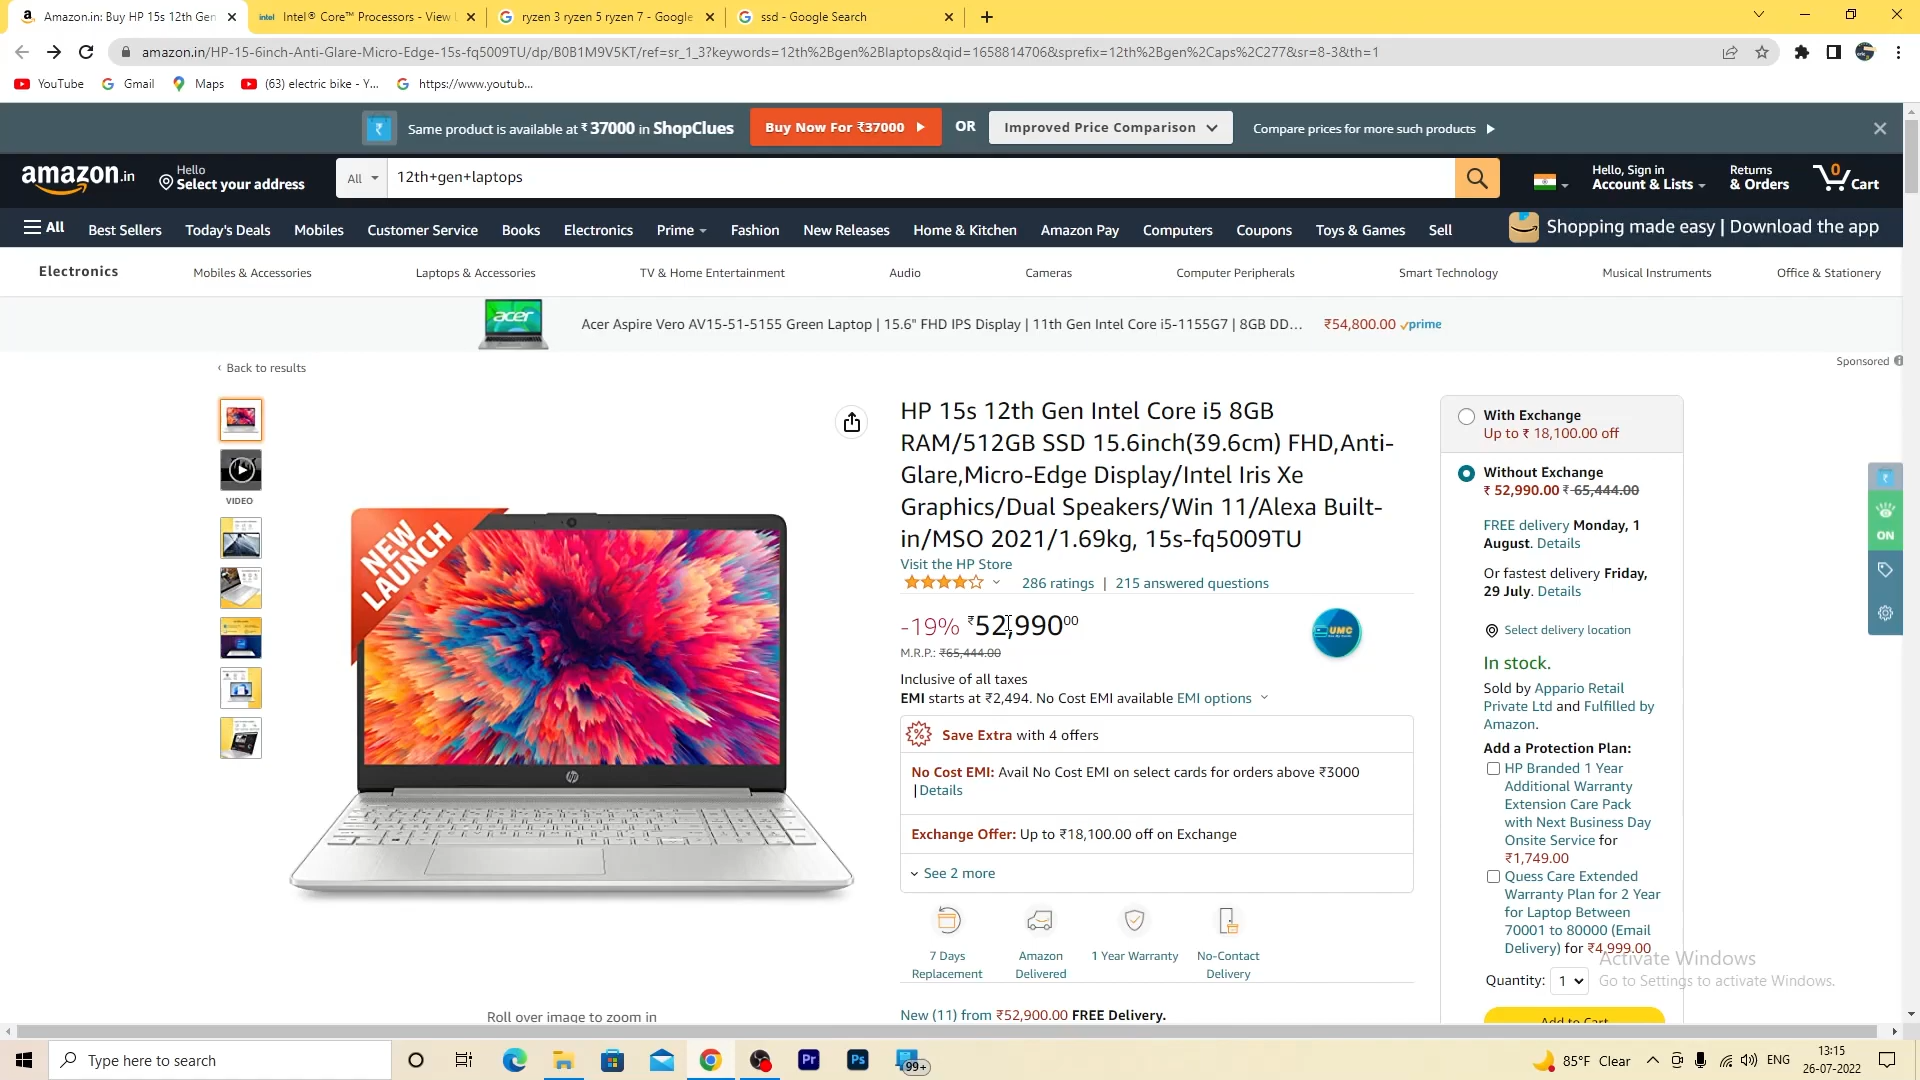 Amazon.in: Buy HP 15s 12th Gen
intel Intel® Core™ Processors - View
ryzen 3 ryzen 5 ryzen 7 - Google
ssd - Google Search
amazon.in/HP-15-6inch-Anti-Glare-Micro-Edge-15s-fq5009TU/dp/B0B1M9V5KT/ref=sr_1_3?keywords=12th%2Bgen%2Blaptops&qid=1658814706&sprefix=12th%2Bgen%2Caps%2C277&sr=8-3&th=1
YouTube
Gmail
Maps
(63) electric bike - Y...
https://www.youtub...
Same product is available at ₹ 37000 in ShopClues
Buy Now For ₹37000
OR
Improved Price Comparison
Compare prices for more such products
amazon.in
Hello
Select your address
All
12th+gen+laptops
Hello, Sign in
Account & Lists
Returns
& Orders
0
Cart
All
Best Sellers
Today's Deals
Mobiles
Customer Service
Books
Electronics
Prime
Fashion
New Releases
Home & Kitchen
Amazon Pay
Computers
Coupons
Toys & Games
Sell
Shopping made easy | Download the app
Electronics
Mobiles & Accessories
Laptops & Accessories
TV & Home Entertainment
Audio
Cameras
Computer Peripherals
Smart Technology
Musical Instruments
Office & Stationery
acer
Acer Aspire Vero AV15-51-5155 Green Laptop | 15.6" FHD IPS Display | 11th Gen Intel Core i5-1155G7 | 8GB DD...
₹54,800.00 prime
Sponsored
‹ Back to results
VIDEO
NEW
LAUNCH
hp
Roll over image to zoom in
HP 15s 12th Gen Intel Core i5 8GB
RAM/512GB SSD 15.6inch(39.6cm) FHD,Anti-
Glare,Micro-Edge Display/Intel Iris Xe
Graphics/Dual Speakers/Win 11/Alexa Built-
in/MSO 2021/1.69kg, 15s-fq5009TU
Visit the HP Store
286 ratings | 215 answered questions
-19% ₹52,990 00
M.R.P.: ₹65,444.00
UMC
Inclusive of all taxes
EMI starts at ₹2,494. No Cost EMI available EMI options
Save Extra with 4 offers
No Cost EMI: Avail No Cost EMI on select cards for orders above ₹3000
|Details
Exchange Offer: Up to ₹18,100.00 off on Exchange
See 2 more
7 Days
Replacement
Amazon
Delivered
1 Year Warranty
No-Contact
Delivery
New (11) from ₹52,900.00 FREE Delivery.
With Exchange
Up to ₹ 18,100.00 off
Without Exchange
₹ 52,990.00 ₹ 65,444.00
FREE delivery Monday, 1
August. Details
Or fastest delivery Friday,
29 July. Details
Select delivery location
In stock.
Sold by Appario Retail
Private Ltd and Fulfilled by
Amazon.
Add a Protection Plan:
HP Branded 1 Year
Additional Warranty
Extension Care Pack
with Next Business Day
Onsite Service for
₹1,749.00
Quess Care Extended
Warranty Plan for 2 Year
for Laptop Between
70001 to 80000 (Email
Delivery) for ₹4,999.00
Quantity: 1
Add to Cart
ON
Activate Windows
Go to Settings to activate Windows.
Type here to search
Pr
Ps
99+
85°F Clear
ENG
13:15
26-07-2022